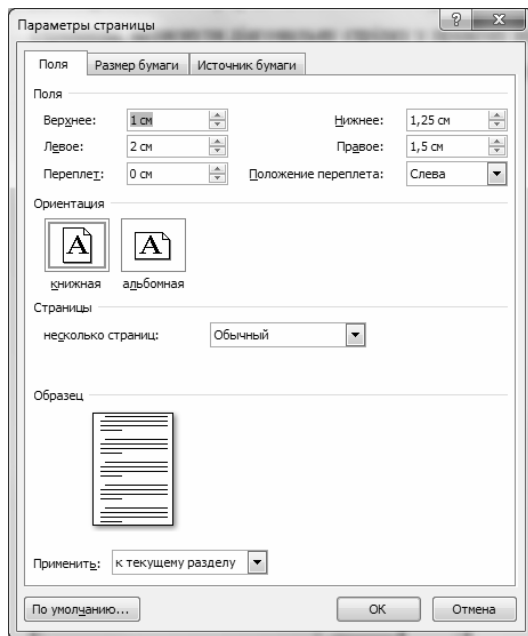 Параметры страницы
Поля Размер бумаги Источник бумаги
Поля
Верхнее: 1 см Нижнее: 1,25 см
Левое: 2 см Правое: 1,5 см
Переплет: 0 см Положение переплета: Слева
Ориентация
A A
книжная альбомная
Страницы
несколько страниц: Обычный
Образец
Применить: к текущему разделу
По умолчанию... ОК Отмена